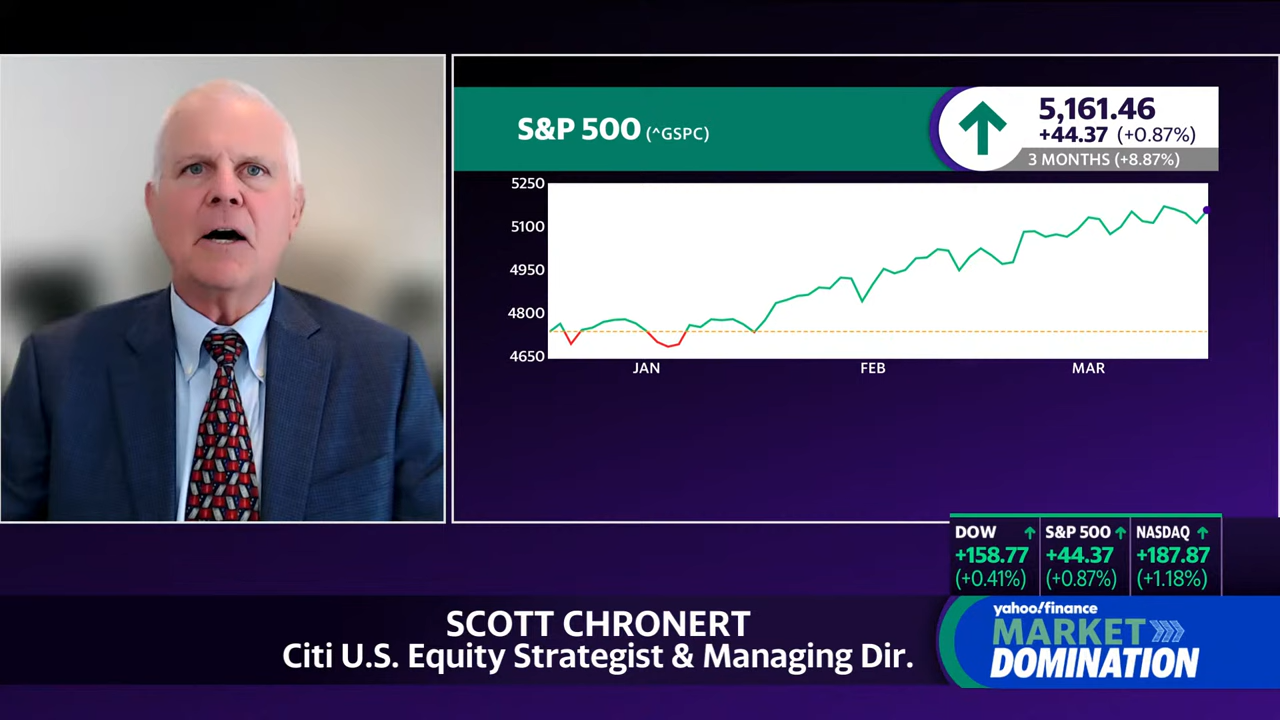 S&P 500 (^GSPC)
5,161.46
+44.37 (+0.87%)
3 MONTHS (+8.87%)
5250
5100
4950
4800
4650
JAN FEB MAR
DOW S&P 500 NASDAQ
+158.77 +44.37 +187.87
(+0.41%) (+0.87%) (+1.18%)
SCOTT CHRONERT
Citi U.S. Equity Strategist & Managing Dir.
yahoo!finance
MARKET
DOMINATION